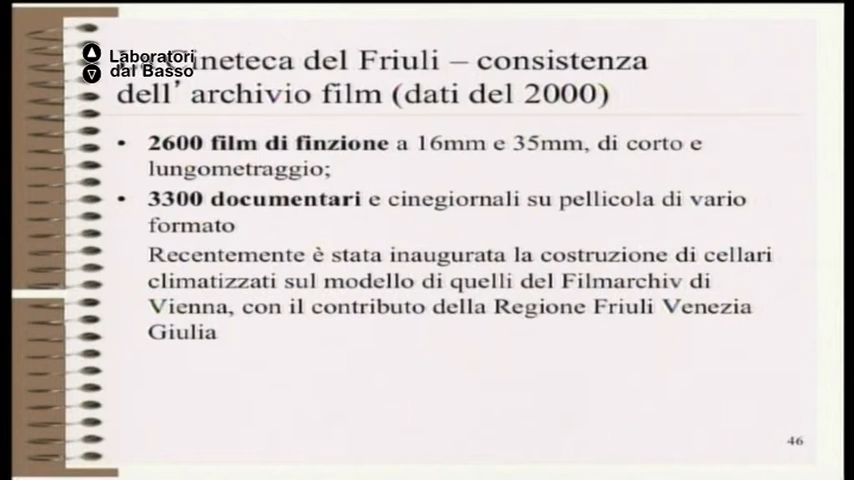 Laboratori
dal Basso
Cineteca del Friuli – consistenza
dell' archivio film (dati del 2000)
• 2600 film di finzione a 16mm e 35mm, di corto e
lungometraggio;
• 3300 documentari e cinegiornali su pellicola di vario
formato
Recentemente è stata inaugurata la costruzione di cellari
climatizzati sul modello di quelli del Filmarchiv di
Vienna, con il contributo della Regione Friuli Venezia
Giulia
46